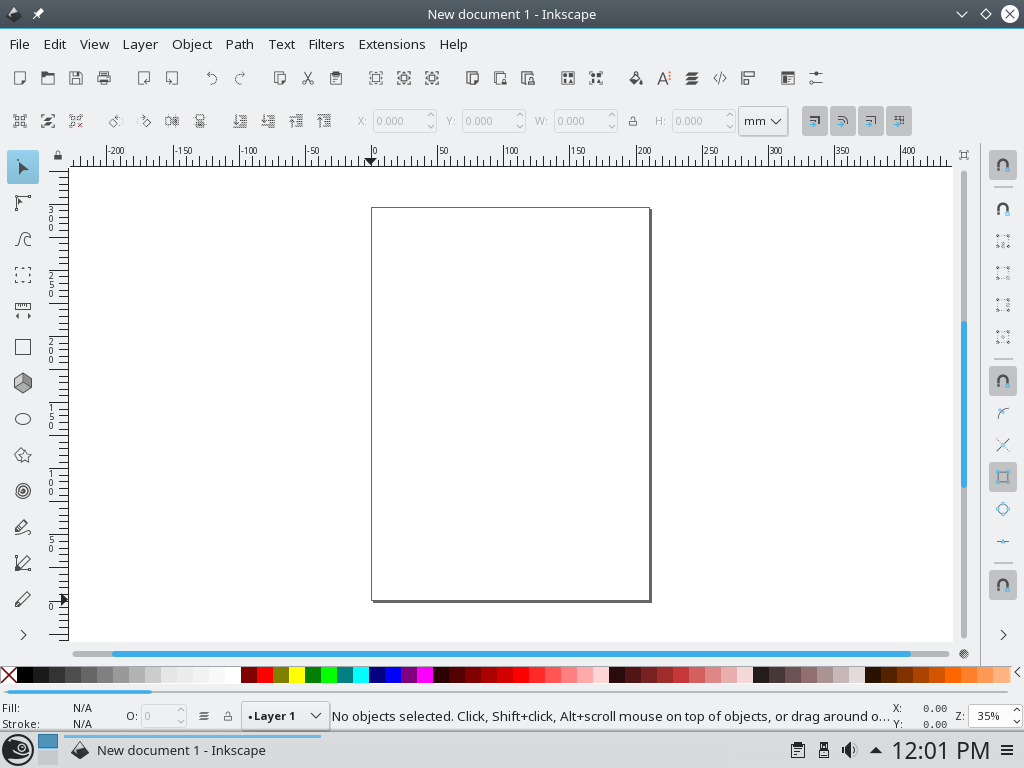 New document 1 - Inkscape
File Edit View Layer Object Path Text Filters Extensions Help
X: 0.000 Y: 0.000 W: 0.000 H: 0.000 mm
-200 -150 -100 -50 0 50 100 150 200 250 300 350 400
300
250
200
150
100
50
0
Fill: N/A
Stroke: N/A
O: 0
•Layer 1
No objects selected. Click, Shift+click, Alt+scroll mouse on top of objects, or drag around o...
X: 0.00
Y: 0.00
Z: 35%
New document 1 - Inkscape
12:01 PM